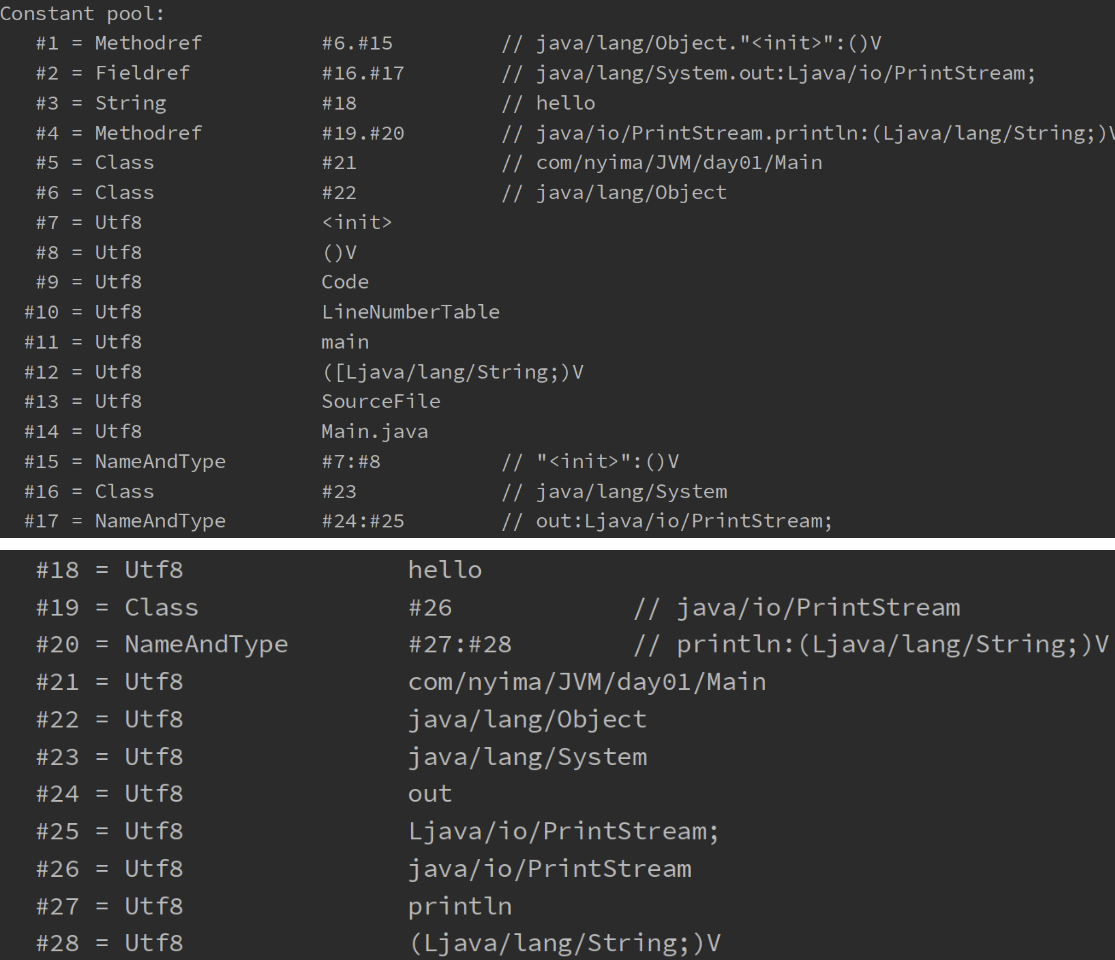 Constant pool:
#1 = Methodref #6.#15 // java/lang/Object."<init>":()V
#2 = Fieldref #16.#17 // java/lang/System.out:Ljava/io/PrintStream;
#3 = String #18 // hello
#4 = Methodref #19.#20 // java/io/PrintStream.println:(Ljava/lang/String;)V
#5 = Class #21 // com/nyima/JVM/day01/Main
#6 = Class #22 // java/lang/Object
#7 = Utf8 <init>
#8 = Utf8 ()V
#9 = Utf8 Code
#10 = Utf8 LineNumberTable
#11 = Utf8 main
#12 = Utf8 ([Ljava/lang/String;)V
#13 = Utf8 SourceFile
#14 = Utf8 Main.java
#15 = NameAndType #7:#8 // "<init>":()V
#16 = Class #23 // java/lang/System
#17 = NameAndType #24:#25 // out:Ljava/io/PrintStream;
#18 = Utf8 hello
#19 = Class #26 // java/io/PrintStream
#20 = NameAndType #27:#28 // println:(Ljava/lang/String;)V
#21 = Utf8 com/nyima/JVM/day01/Main
#22 = Utf8 java/lang/Object
#23 = Utf8 java/lang/System
#24 = Utf8 out
#25 = Utf8 Ljava/io/PrintStream;
#26 = Utf8 java/io/PrintStream
#27 = Utf8 println
#28 = Utf8 (Ljava/lang/String;)V